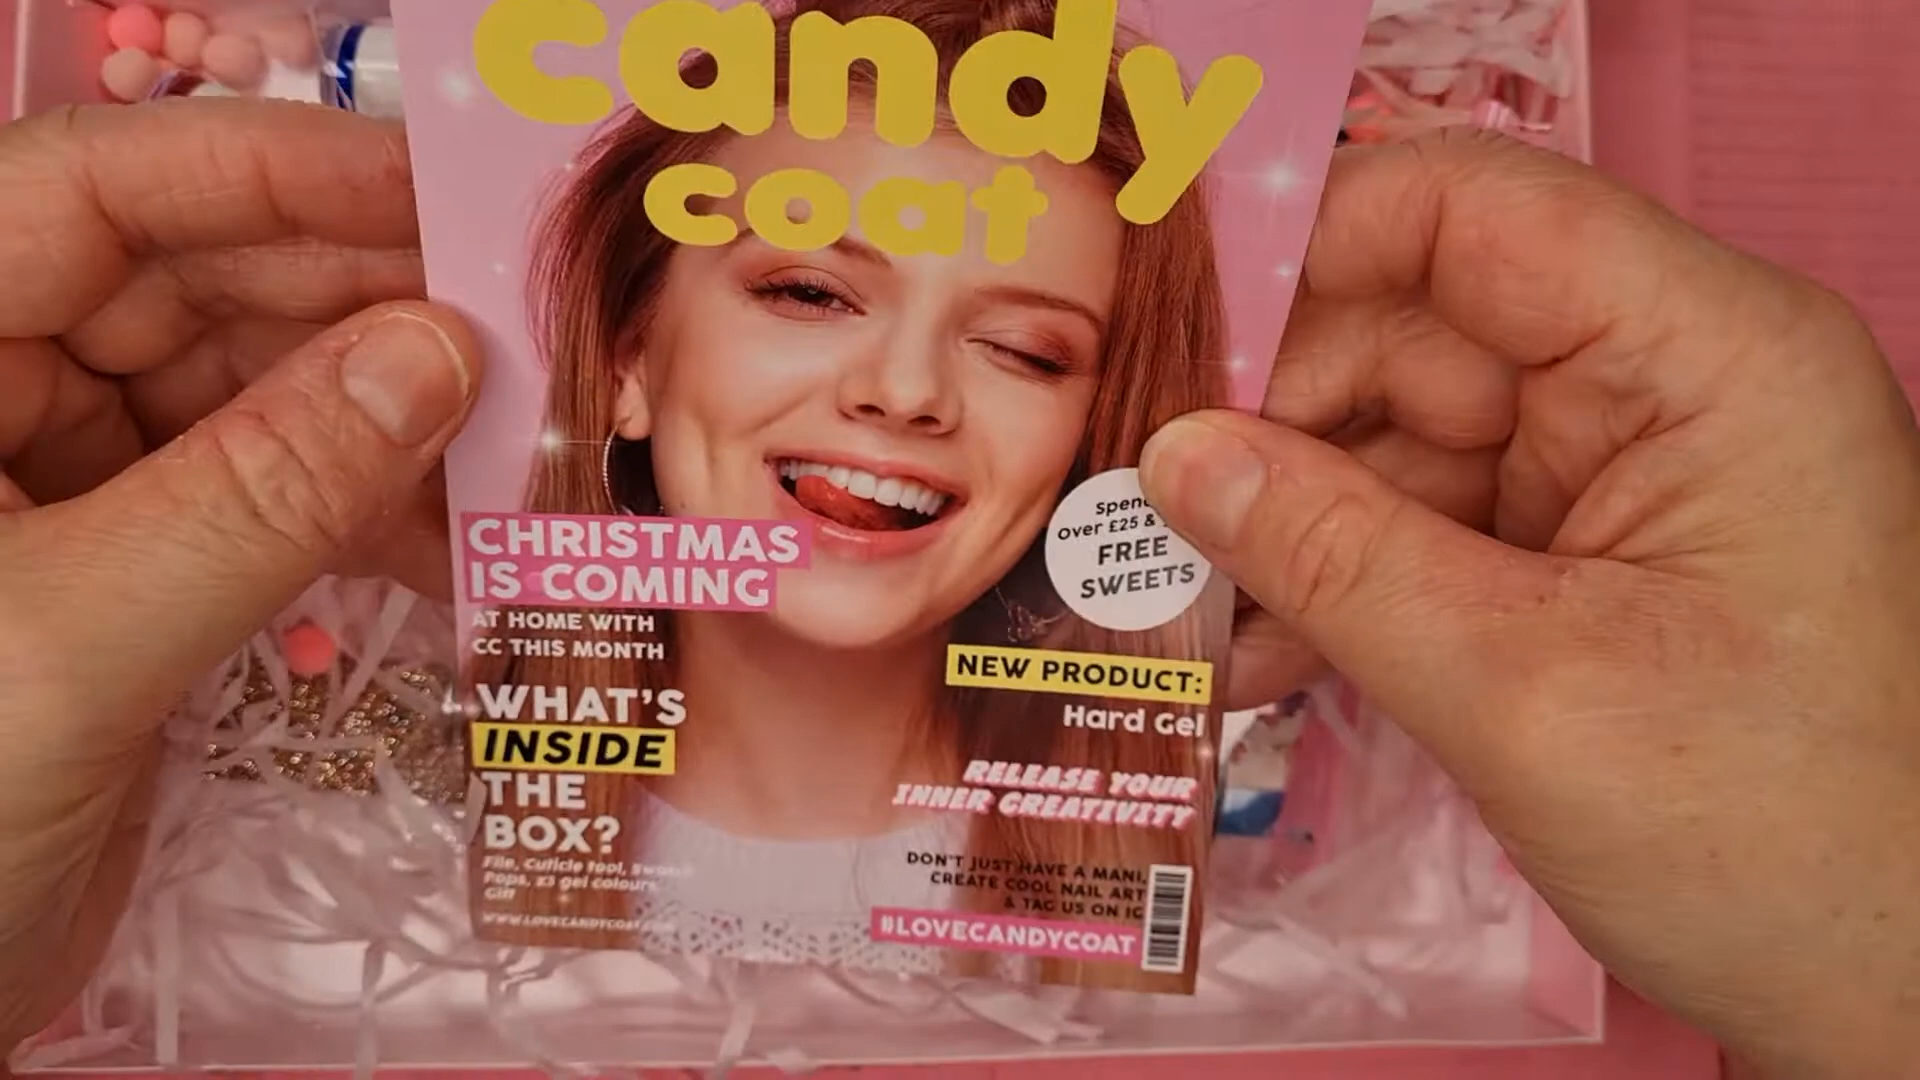 candy
coat
CHRISTMAS
IS COMING
AT HOME WITH
CC THIS MONTH
WHAT'S
INSIDE
THE
BOX?
File, Cuticle tool,
Pops, x3 gel colours,
Gift
WWW.LOVECANDYCOAT
Over £25 &
FREE
SWEETS
NEW PRODUCT:
Hard Gel
RELEASE YOUR
INNER CREATIVITY
DON'T JUST HAVE A MANI,
CREATE COOL NAIL ART
& TAG US ON IG
#LOVECANDYCOAT